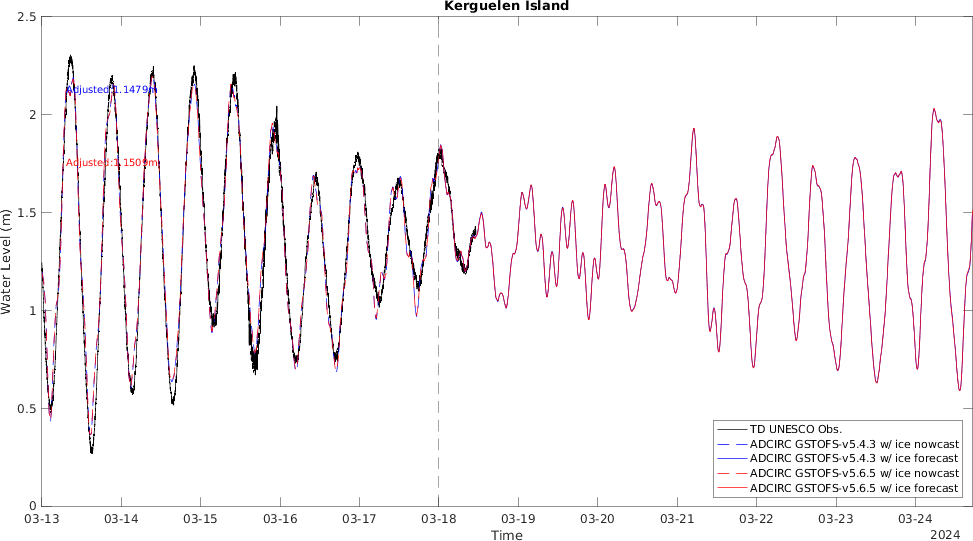 Kerguelen Island
2.5
2
1.5
1
0.5
0
Water Level (m)
Adjusted:1.1479m
Adjusted:1.1509m
TD UNESCO Obs.
ADCIRC GSTOFS-v5.4.3 w/ ice nowcast
ADCIRC GSTOFS-v5.4.3 w/ ice forecast
ADCIRC GSTOFS-v5.6.5 w/ ice nowcast
ADCIRC GSTOFS-v5.6.5 w/ ice forecast
03-13 03-14 03-15 03-16 03-17 03-18 03-19 03-20 03-21 03-22 03-23 03-24
Time
2024